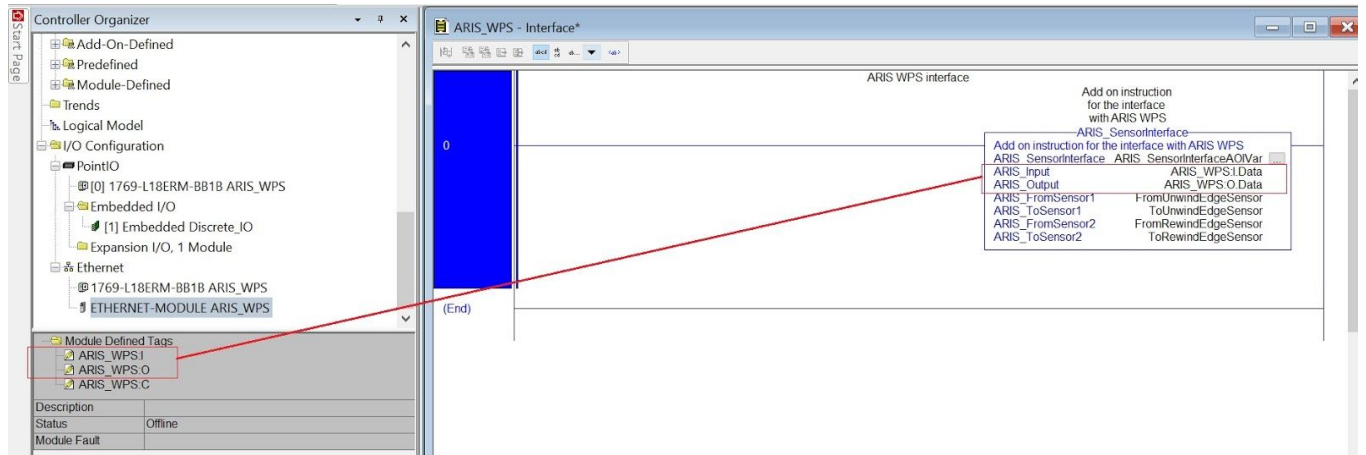 Start Page
Controller Organizer
Add-On-Defined
Predefined
Module-Defined
Trends
Logical Model
I/O Configuration
PointIO
[0] 1769-L18ERM-BB1B ARIS_WPS
Embedded I/O
[1] Embedded Discrete_IO
Expansion I/O, 1 Module
Ethernet
1769-L18ERM-BB1B ARIS_WPS
ETHERNET-MODULE ARIS_WPS
Module Defined Tags
ARIS_WPS:I
ARIS_WPS:O
ARIS_WPS:C
Description
Status Offline
Module Fault
ARIS_WPS - Interface*
ARIS WPS interface
Add on instruction
for the interface
with ARIS WPS
0
ARIS_SensorInterface
Add on instruction for the interface with ARIS WPS
ARIS_SensorInterface ARIS_SensorInterfaceAOIVar ...
ARIS_Input ARIS_WPS:I.Data
ARIS_Output ARIS_WPS:O.Data
ARIS_FromSensor1 FromUnwindEdgeSensor
ARIS_ToSensor1 ToUnwindEdgeSensor
ARIS_FromSensor2 FromRewindEdgeSensor
ARIS_ToSensor2 ToRewindEdgeSensor
(End)